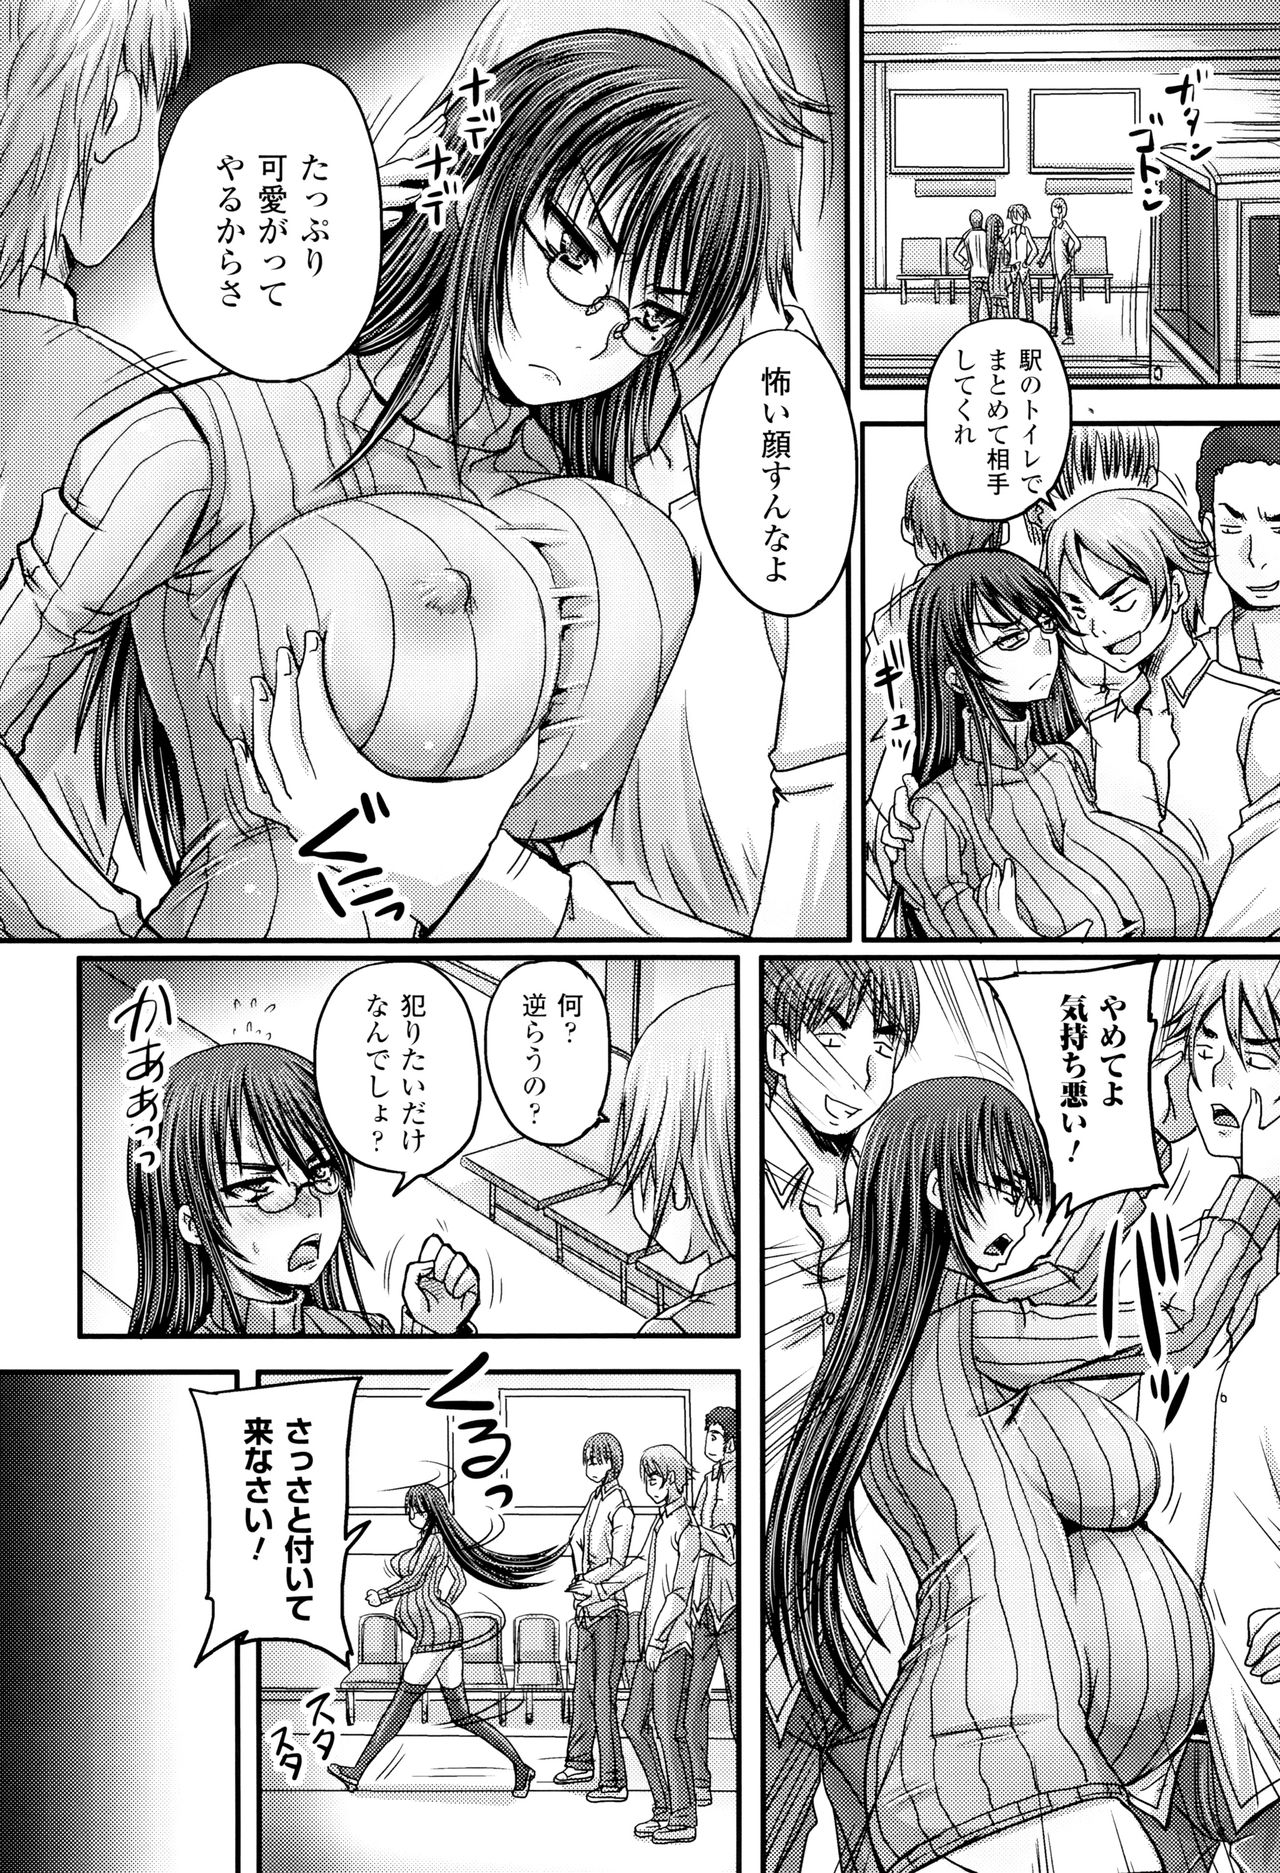 ガタン
ゴトン
駅のトイレで
まとめて相手
してくれ
ギュッ
怖い顔すんなよ
ナデ
ナデ
たっぷり
可愛がって
やるからさ
ぐぐ
やめてよ
気持ち悪い！
何？
逆らうの？
犯りたいだけ
なんでしょ？
かあぁっ
くるっ
さっさと付いて
来なさい！
スタ
スタ